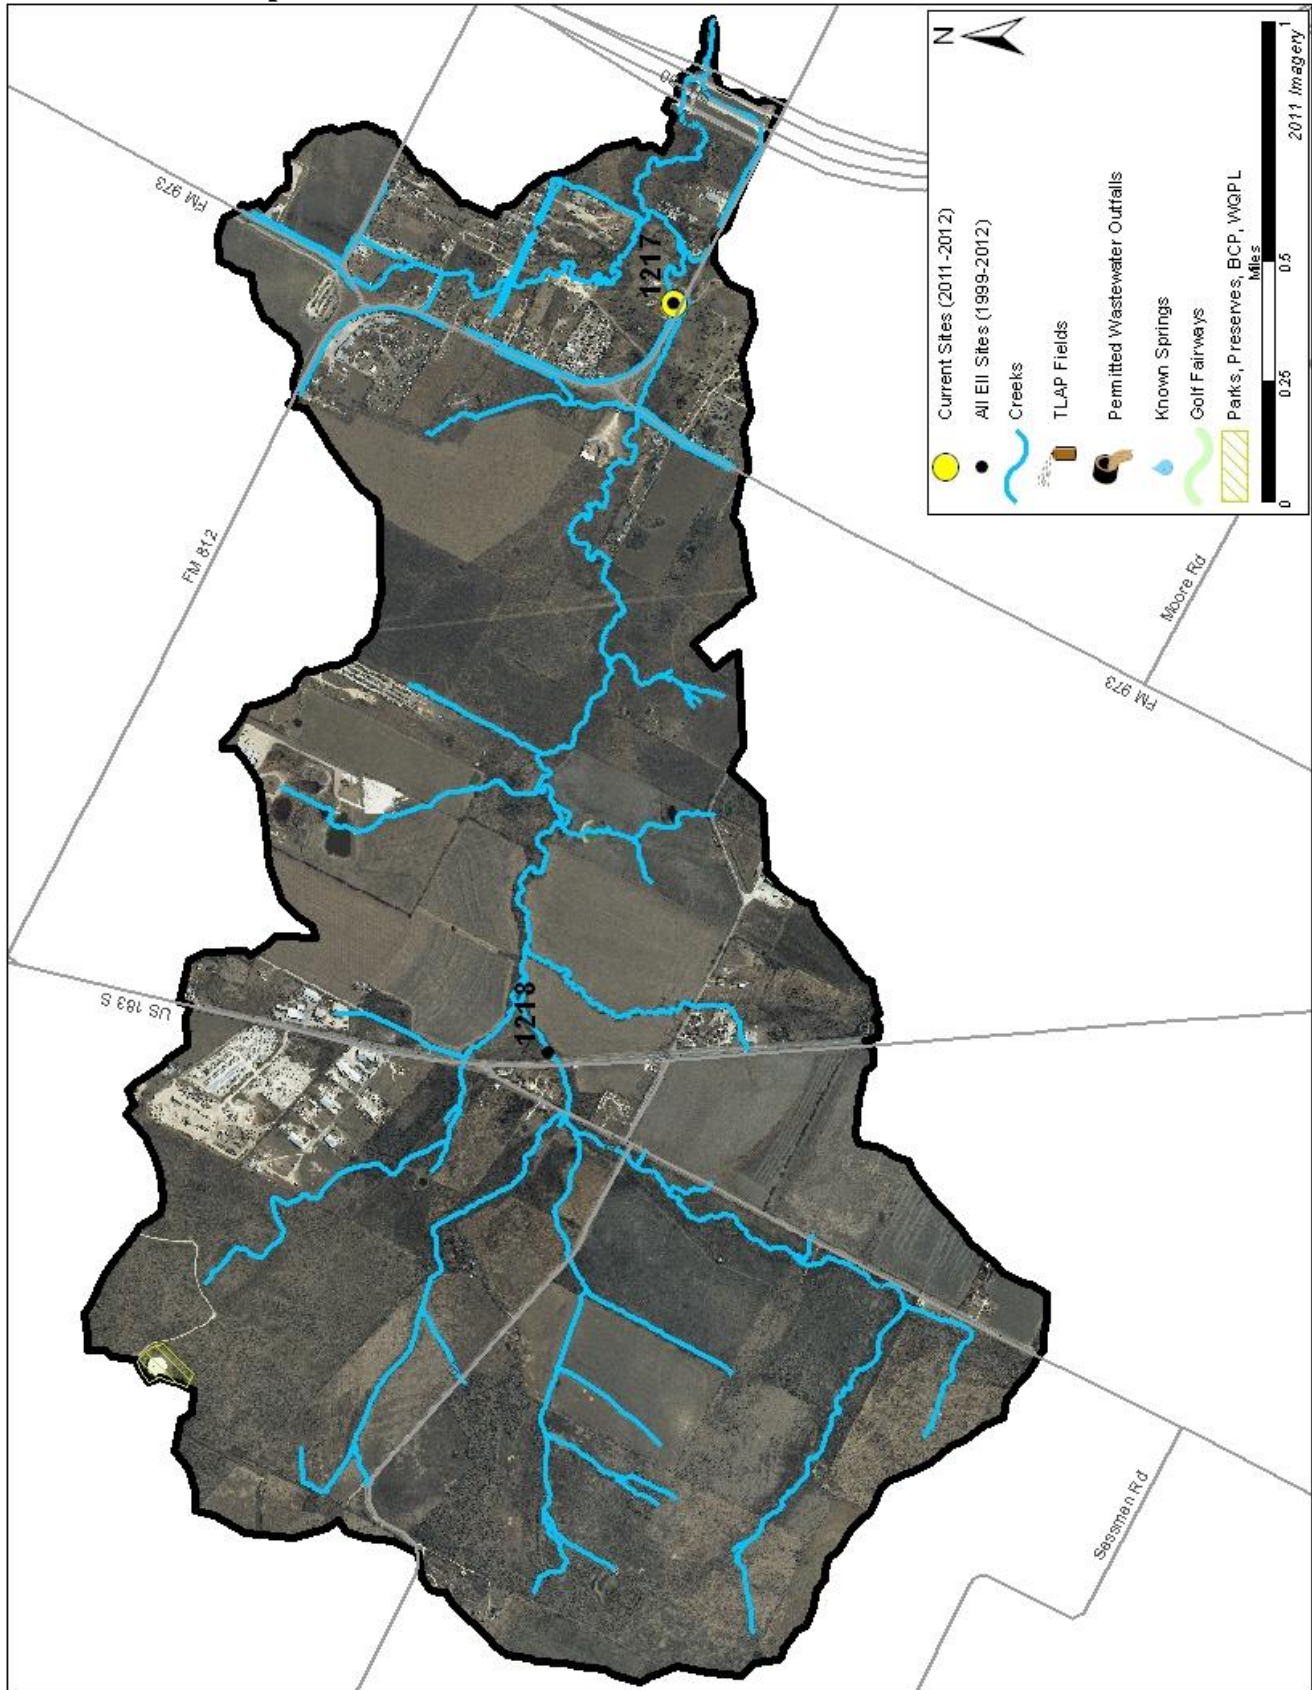 FM 973
FM 812
US 183 S
1217
1218
FM 973
Moore Rd
Sassman Rd
N
Current Sites (2011-2012)
All EII Sites (1999-2012)
Creeks
TLAP Fields
Permitted Wastewater Outfalls
Known Springs
Golf Fairways
Parks, Preserves, BCP, WQPL
Miles
0 0.25 0.5 1
2011 Imagery